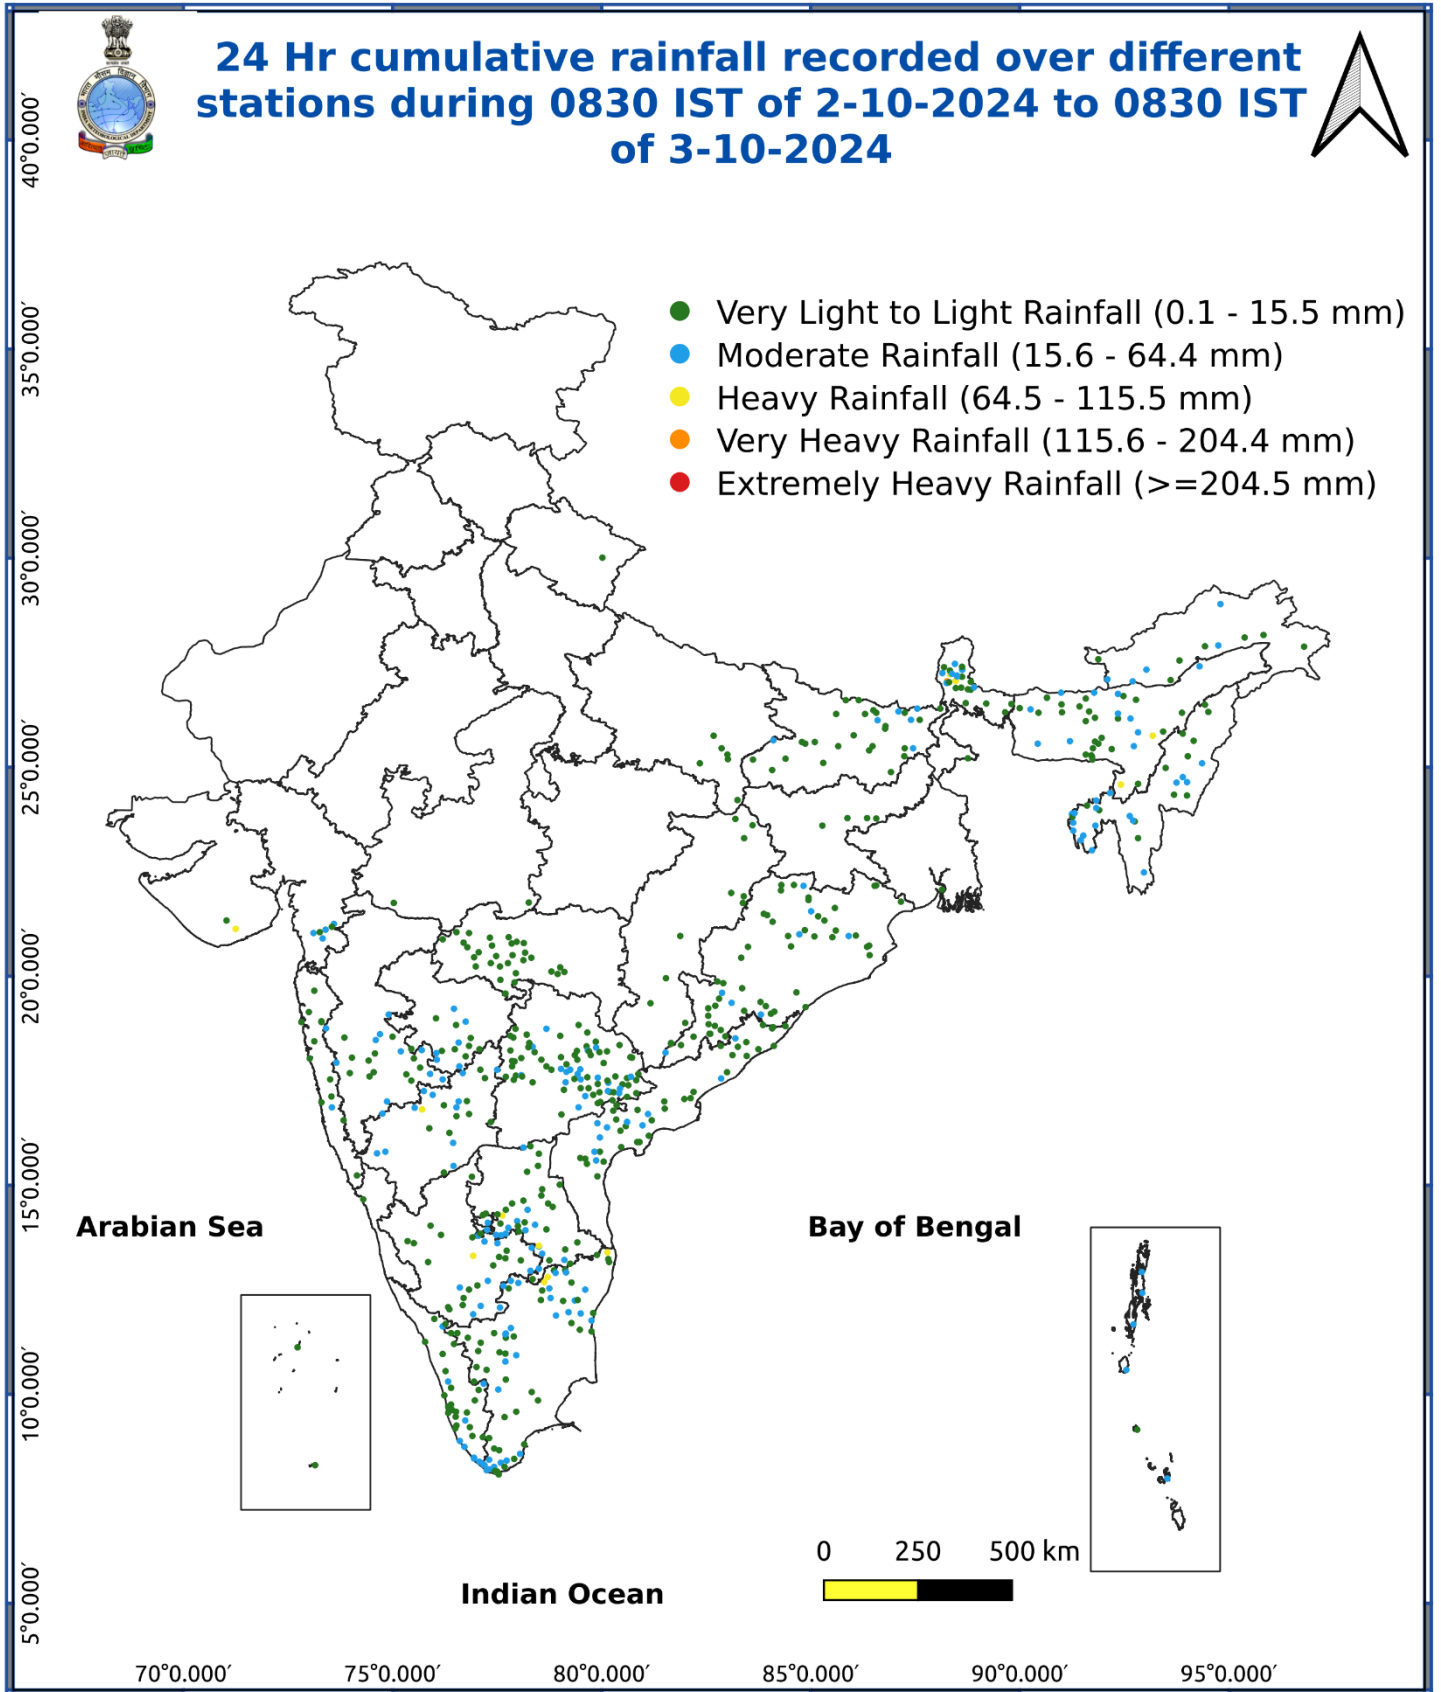 24 Hr cumulative rainfall recorded over different
stations during 0830 IST of 2-10-2024 to 0830 IST
of 3-10-2024
Very Light to Light Rainfall (0.1 - 15.5 mm)
Moderate Rainfall (15.6 - 64.4 mm)
Heavy Rainfall (64.5 - 115.5 mm)
Very Heavy Rainfall (115.6 - 204.4 mm)
Extremely Heavy Rainfall (>=204.5 mm)
40°0.000′
35°0.000′
30°0.000′
25°0.000′
20°0.000′
15°0.000′
10°0.000′
5°0.000′
Arabian Sea
Bay of Bengal
Indian Ocean
0 250 500 km
70°0.000′ 75°0.000′ 80°0.000′ 85°0.000′ 90°0.000′ 95°0.000′